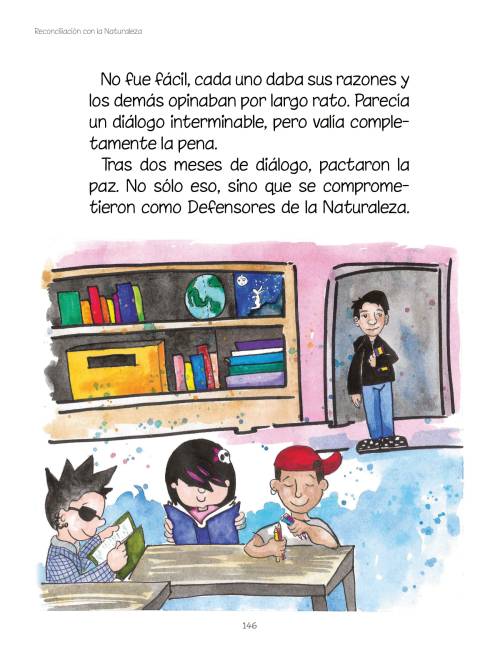 Reconciliación con la Naturaleza
No fue fácil, cada uno daba sus razones y
los demás opinaban por largo rato. Parecía
un diálogo interminable, pero valía comple-
tamente la pena.
Tras dos meses de diálogo, pactaron la
paz. No sólo eso, sino que se comprome-
tieron como Defensores de la Naturaleza.
146